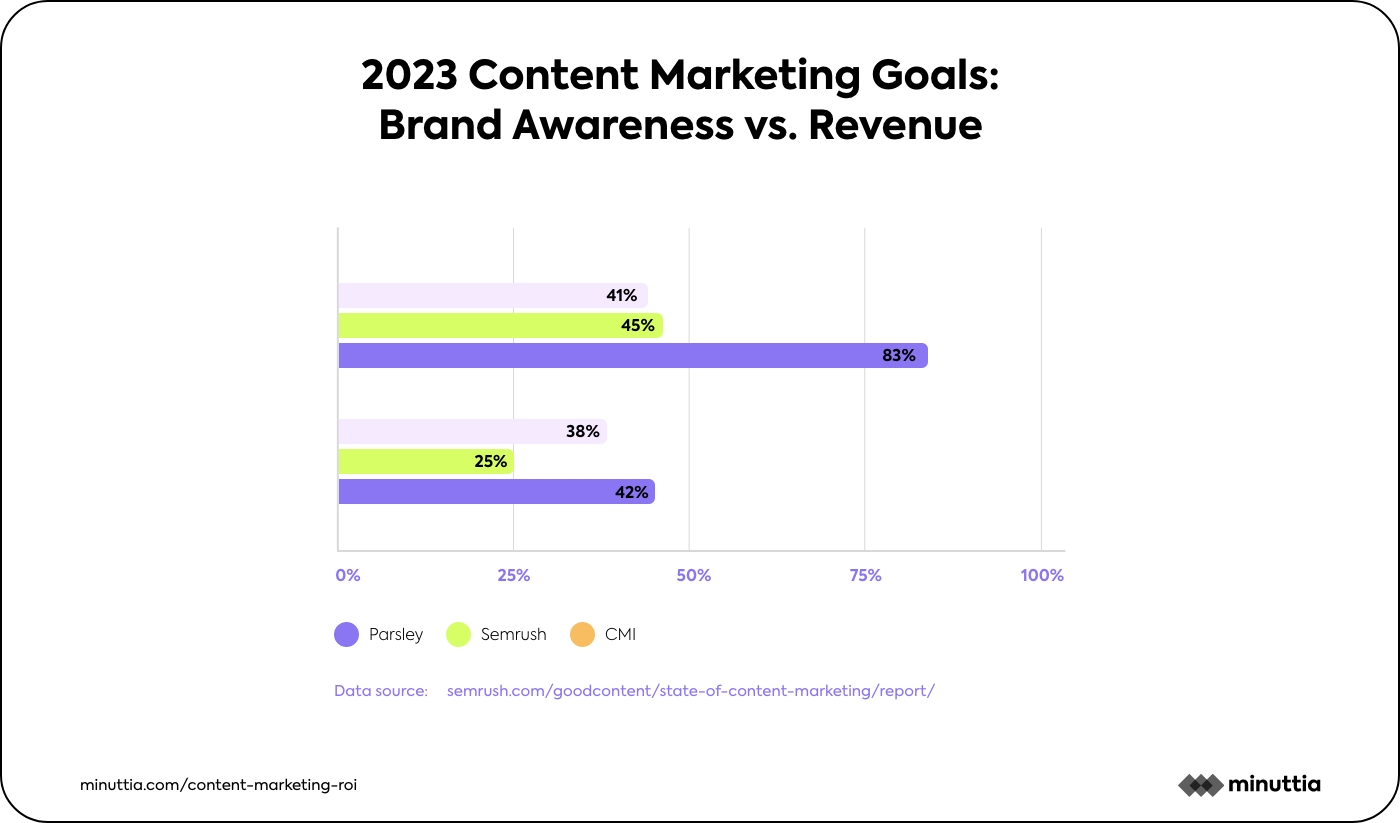 2023 Content Marketing Goals:
Brand Awareness vs. Revenue
41%
45%
83%
38%
25%
42%
0% 25% 50% 75% 100%
Parsley Semrush CMI
Data source: semrush.com/goodcontent/state-of-content-marketing/report/
minuttia.com/content-marketing-roi minuttia